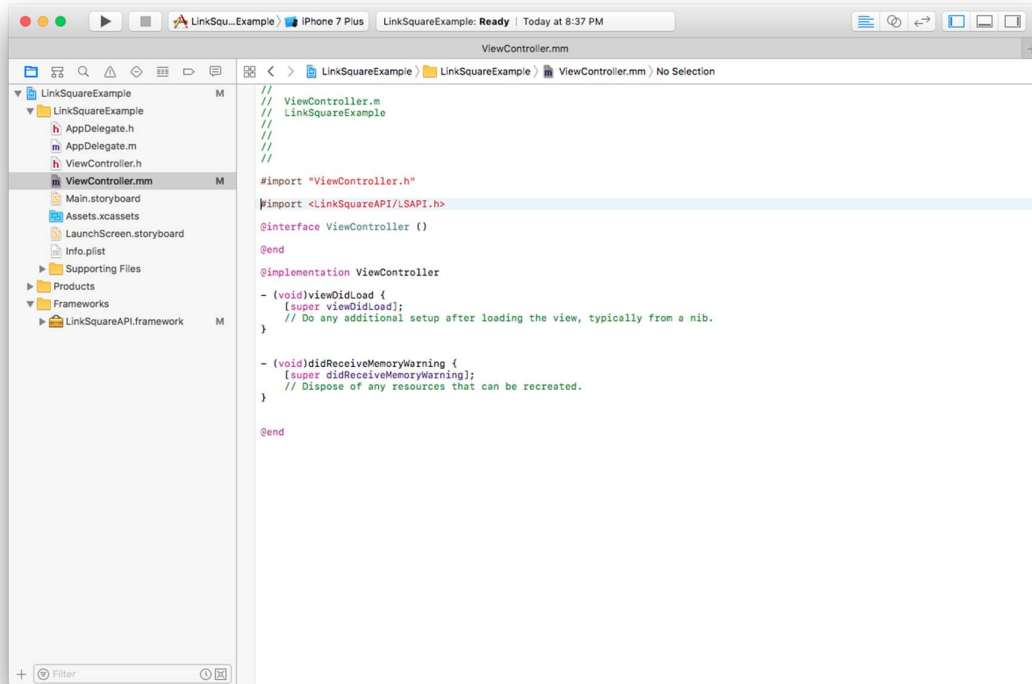 LinkSqu...Example iPhone 7 Plus LinkSquareExample: Ready Today at 8:37 PM
ViewController.mm
LinkSquareExample LinkSquareExample ViewController.mm No Selection
LinkSquareExample M
LinkSquareExample
AppDelegate.h
AppDelegate.m
ViewController.h
ViewController.mm M
Main.storyboard
Assets.xcassets
LaunchScreen.storyboard
Info.plist
Supporting Files
Products
Frameworks
LinkSquareAPI.framework M
Filter
//
// ViewController.m
// LinkSquareExample
//
//
//
//
#import "ViewController.h"
#import <LinkSquareAPI/LSAPI.h>
@interface ViewController ()
@end
@implementation ViewController
- (void)viewDidLoad {
[super viewDidLoad];
// Do any additional setup after loading the view, typically from a nib.
}
- (void)didReceiveMemoryWarning {
[super didReceiveMemoryWarning];
// Dispose of any resources that can be recreated.
}
@end